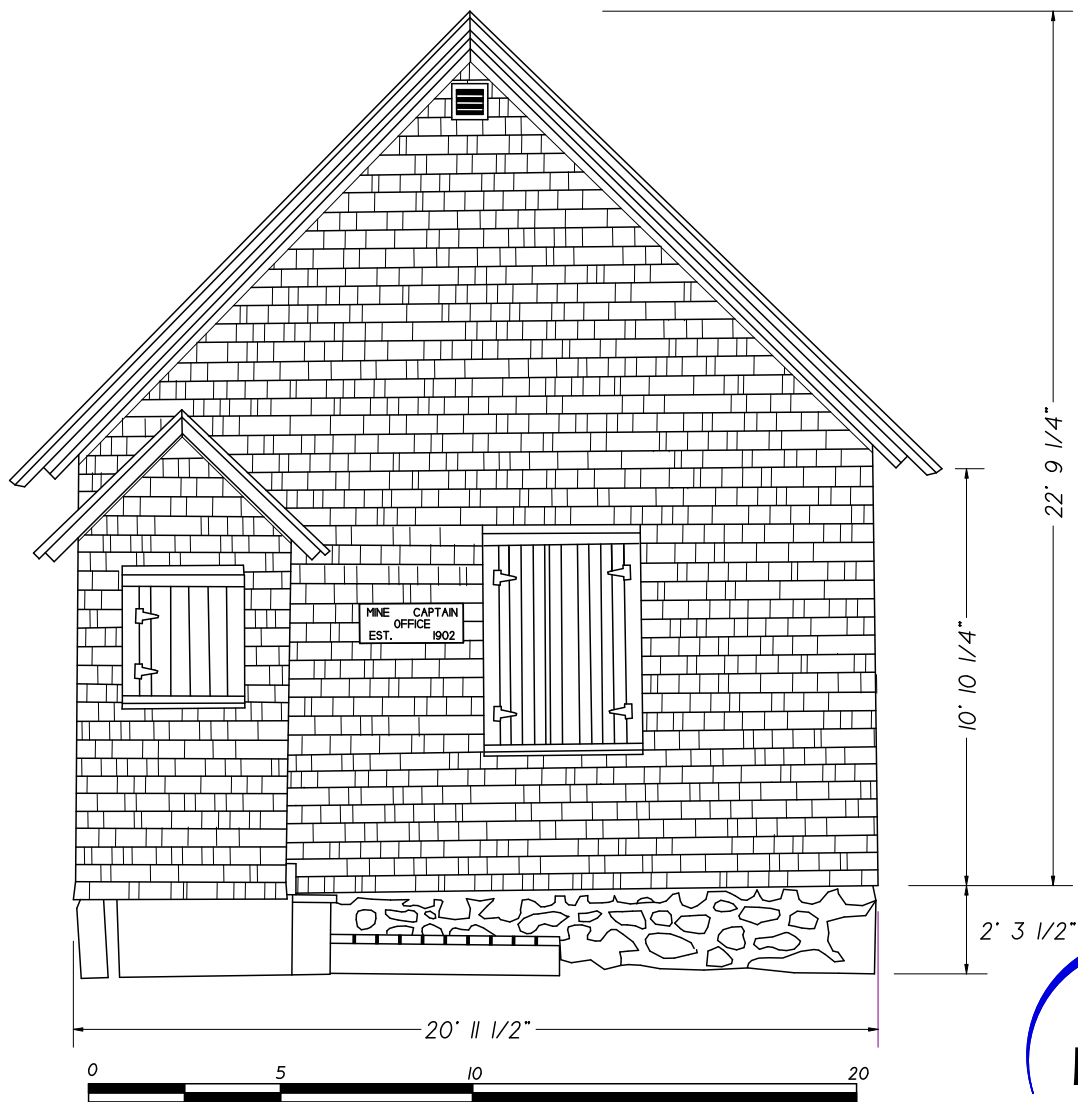 22' 9 1/4"
MINE CAPTAIN
OFFICE
EST. 1902
10' 10 1/4"
2' 3 1/2"
20' 11 1/2"
0 5 10 20